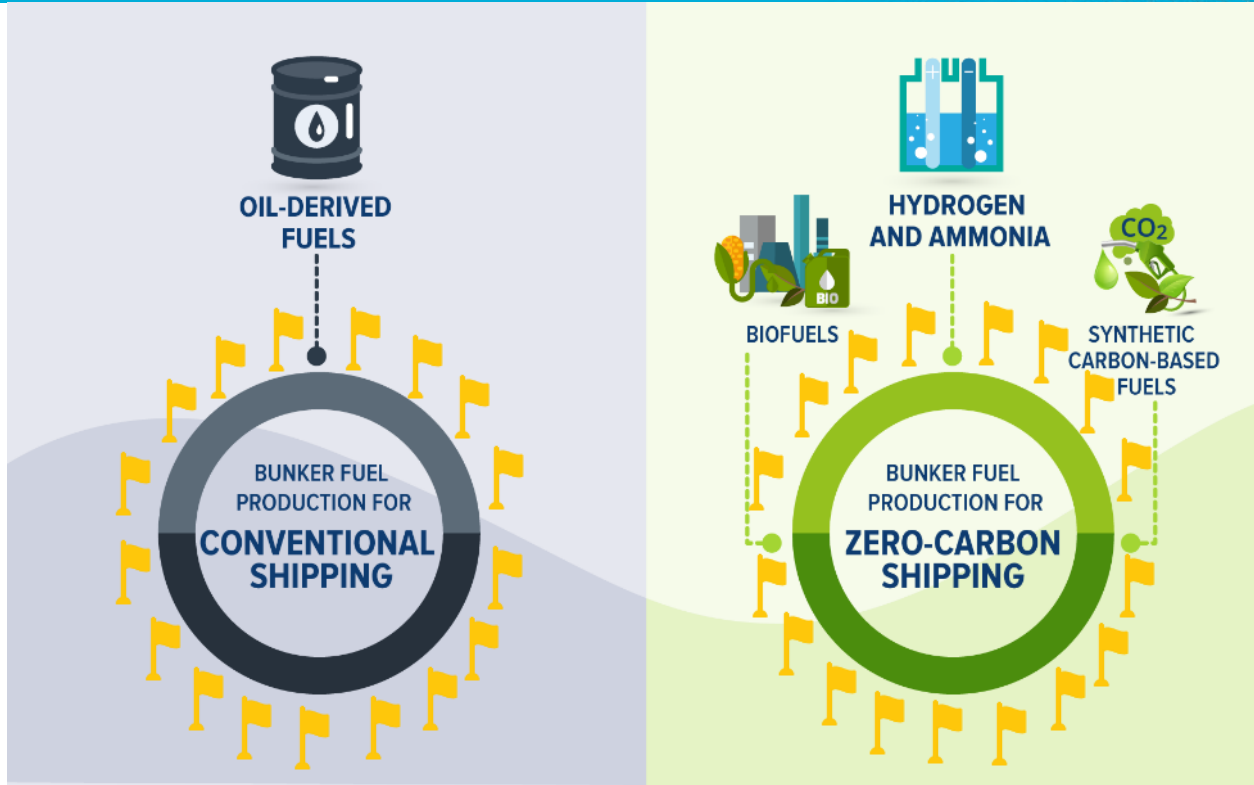 OIL-DERIVED
FUELS
BUNKER FUEL
PRODUCTION FOR
CONVENTIONAL
SHIPPING
HYDROGEN
AND AMMONIA
BIO
BIOFUELS
CO2
SYNTHETIC
CARBON-BASED
FUELS
BUNKER FUEL
PRODUCTION FOR
ZERO-CARBON
SHIPPING